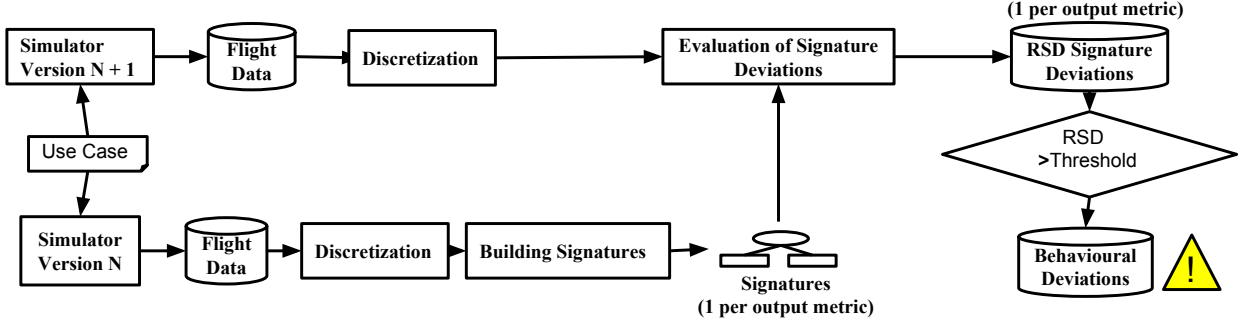 (1 per output metric)
Simulator
Version N + 1
Flight
Data
Discretization
Evaluation of Signature
Deviations
RSD Signature
Deviations
Use Case
RSD
>Threshold
Simulator
Version N
Flight
Data
Discretization
Building Signatures
Signatures
(1 per output metric)
Behavioural
Deviations
!